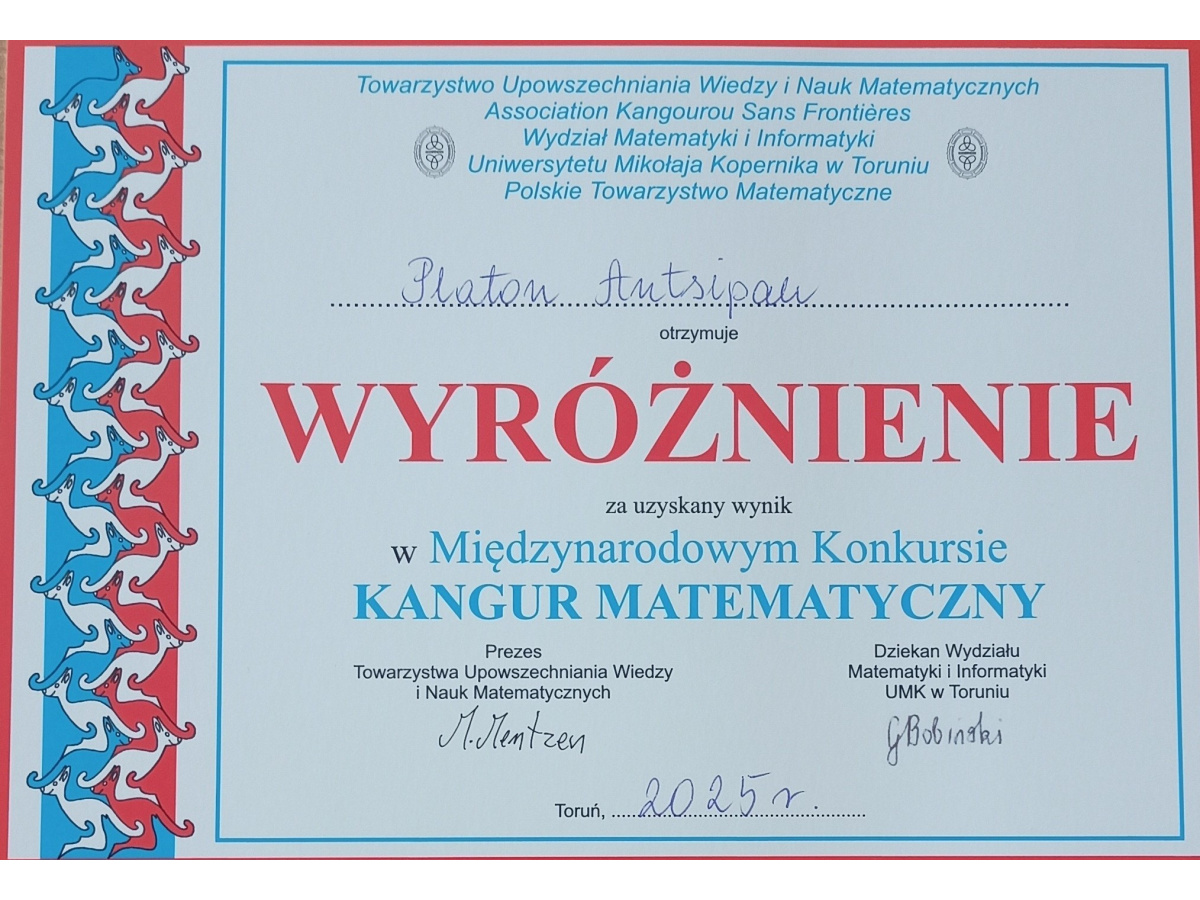 Towarzystwo Upowszechniania Wiedzy i Nauk Matematycznych
Association Kangourou Sans Frontières
Wydział Matematyki i Informatyki
Uniwersytetu Mikołaja Kopernika w Toruniu
Polskie Towarzystwo Matematyczne
Platon Antsipau
otrzymuje
WYRÓŻNIENIE
za uzyskany wynik
w Międzynarodowym Konkursie
KANGUR MATEMATYCZNY
Prezes
Towarzystwa Upowszechniania Wiedzy
i Nauk Matematycznych
M. Mentzen
Dziekan Wydziału
Matematyki i Informatyki
UMK w Toruniu
G Bobiński
Toruń, 2025 r.